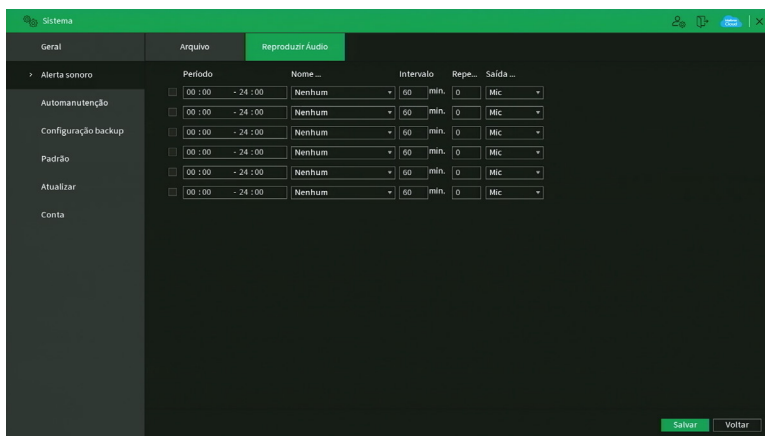 Sistema
Geral
Alerta sonoro
Automanutenção
Configuração backup
Padrão
Atualizar
Conta
Arquivo
Reproduzir Áudio
Período Nome ... Intervalo Repe... Saída ...
00 : 00 - 24 : 00 Nenhum 60 min. 0 Mic
00 : 00 - 24 : 00 Nenhum 60 min. 0 Mic
00 : 00 - 24 : 00 Nenhum 60 min. 0 Mic
00 : 00 - 24 : 00 Nenhum 60 min. 0 Mic
00 : 00 - 24 : 00 Nenhum 60 min. 0 Mic
00 : 00 - 24 : 00 Nenhum 60 min. 0 Mic
Salvar Voltar